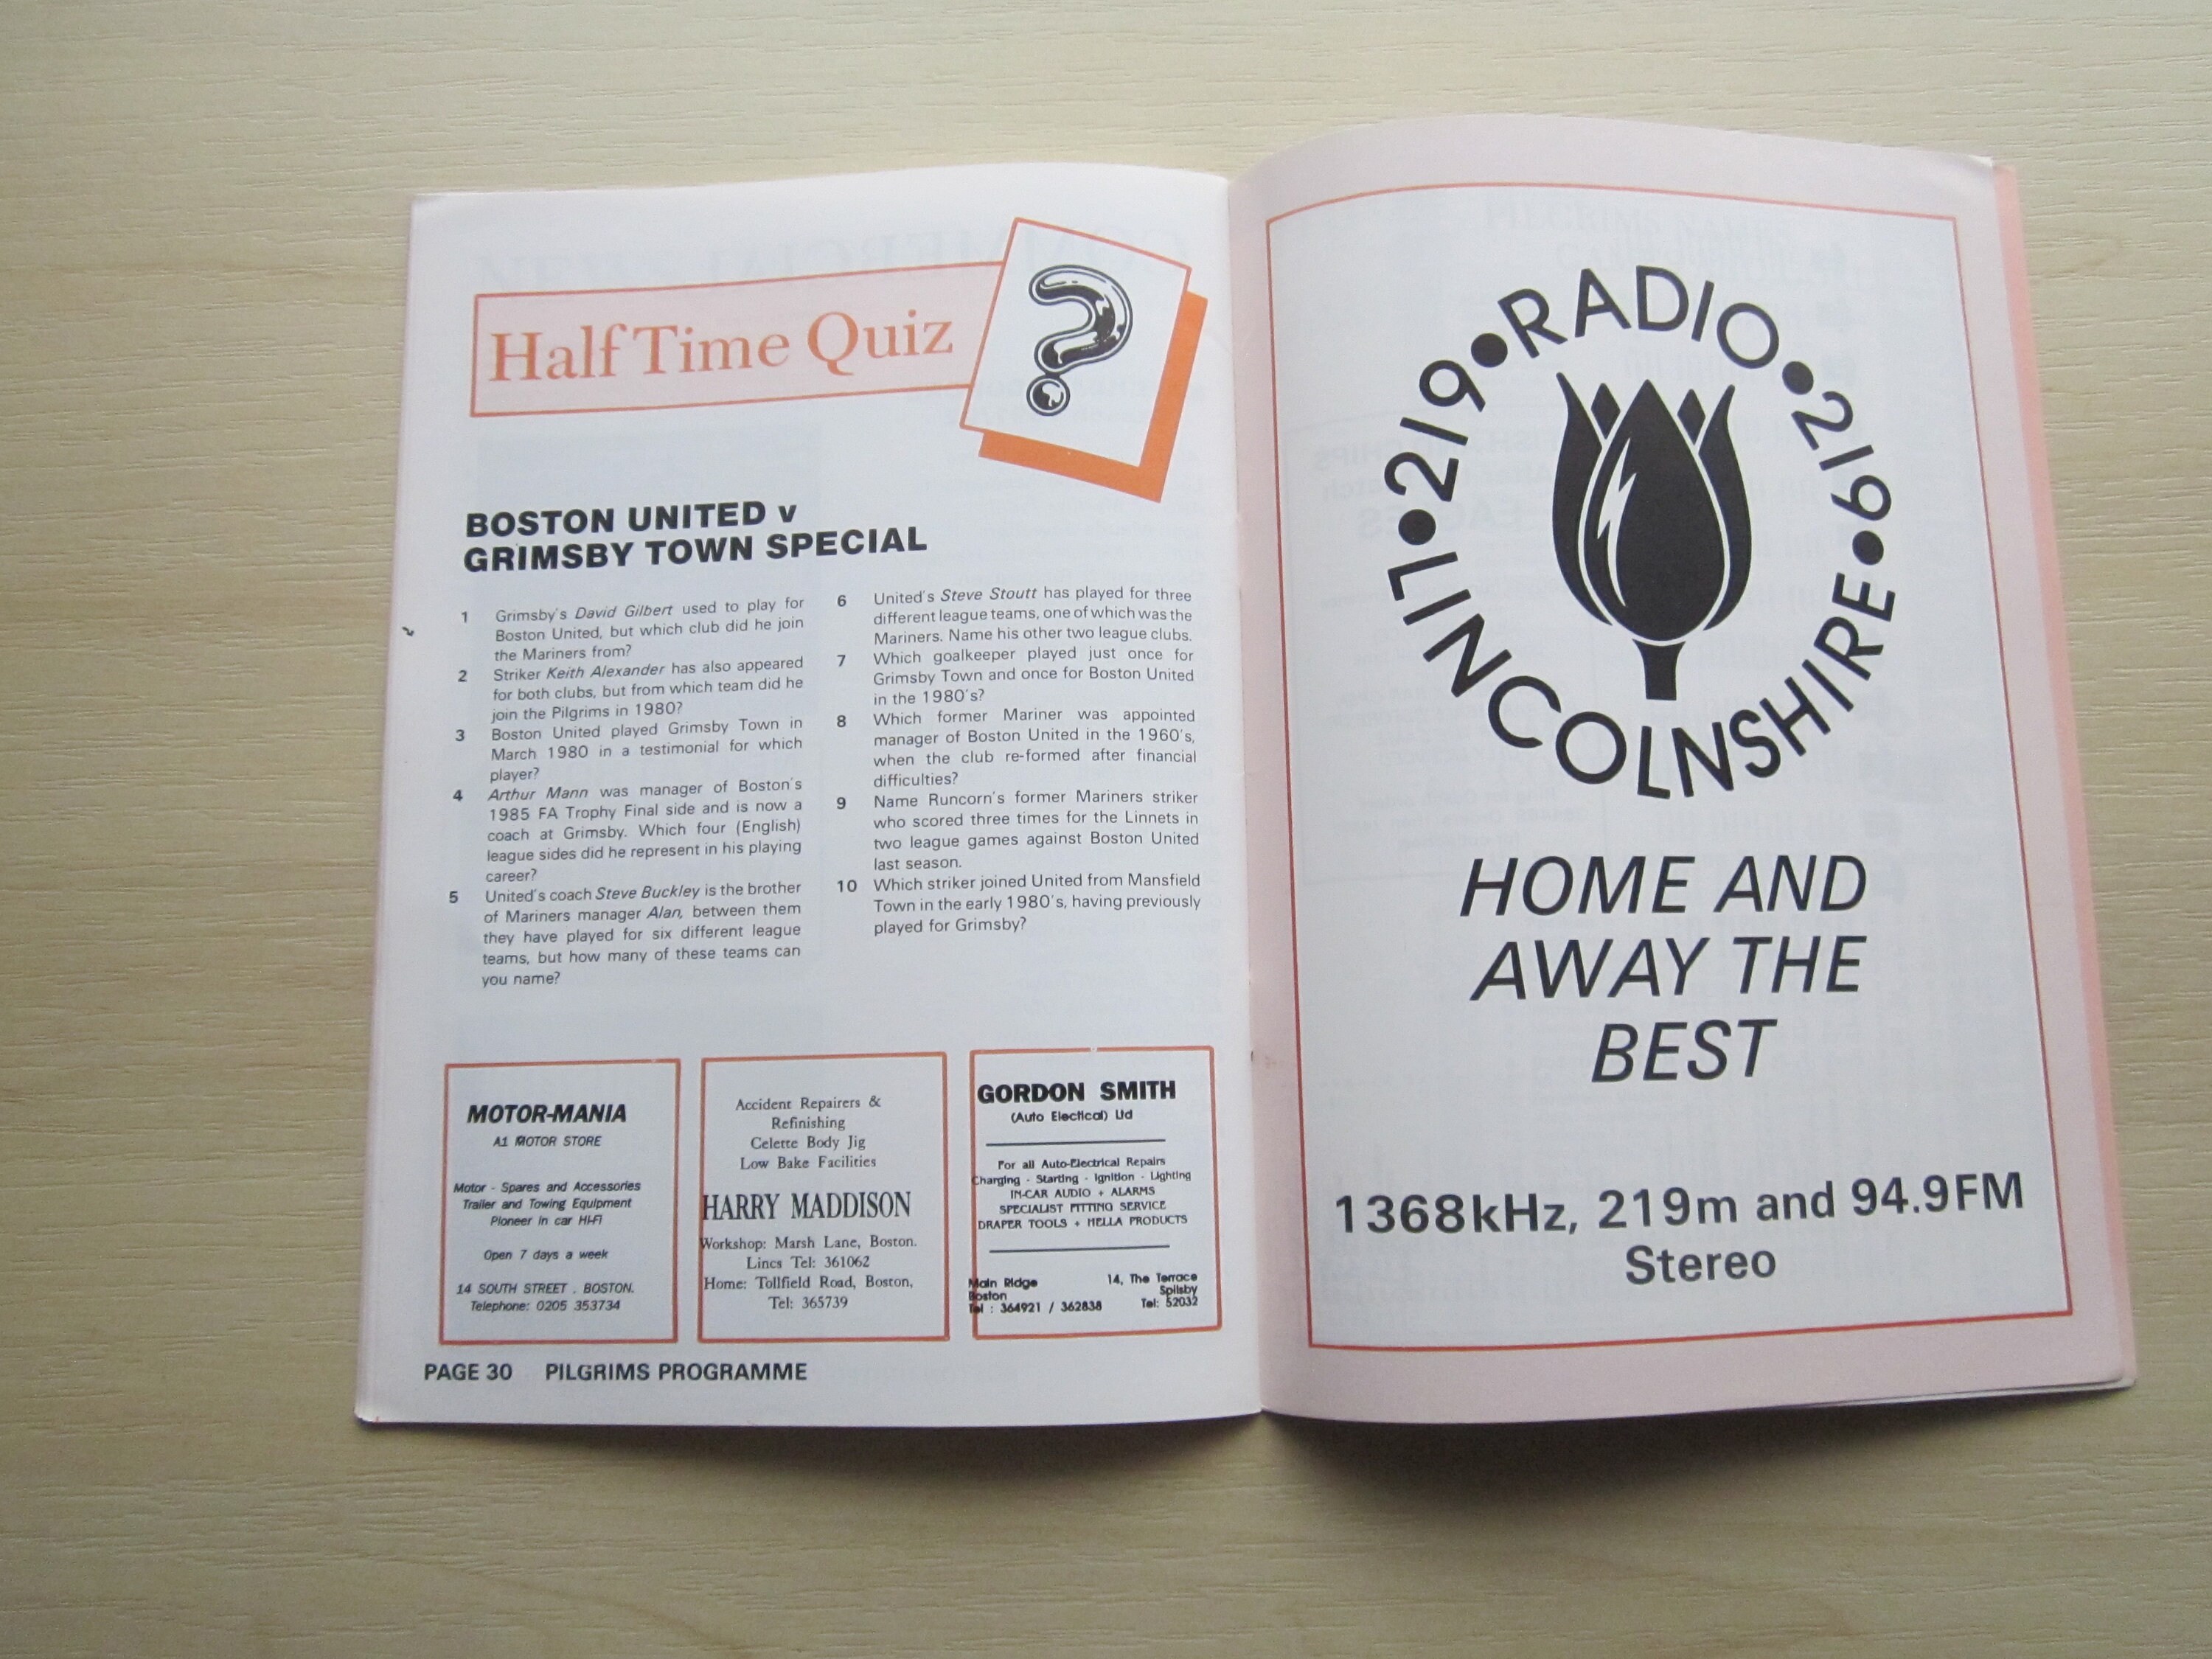 Half Time Quiz
?
BOSTON UNITED v
GRIMSBY TOWN SPECIAL
1 Grimsby's David Gilbert used to play for
Boston United, but which club did he join
the Mariners from?
2 Striker Keith Alexander has also appeared
for both clubs, but from which team did he
join the Pilgrims in 1980?
3 Boston United played Grimsby Town in
March 1980 in a testimonial for which
player?
4 Arthur Mann was manager of Boston's
1985 FA Trophy Final side and is now a
coach at Grimsby. Which four (English)
league sides did he represent in his playing
career?
5 United's coach Steve Buckley is the brother
of Mariners manager Alan, between them
they have played for six different league
teams, but how many of these teams can
you name?
6 United's Steve Stoutt has played for three
different league teams, one of which was the
Mariners. Name his other two league clubs.
7 Which goalkeeper played just once for
Grimsby Town and once for Boston United
in the 1980's?
8 Which former Mariner was appointed
manager of Boston United in the 1960's,
when the club re-formed after financial
difficulties?
9 Name Runcorn's former Mariners striker
who scored three times for the Linnets in
two league games against Boston United
last season.
10 Which striker joined United from Mansfield
Town in the early 1980's, having previously
played for Grimsby?
MOTOR-MANIA
A1 MOTOR STORE
Motor - Spares and Accessories
Trailer and Towing Equipment
Pioneer in car Hi-Fi
Open 7 days a week
14 SOUTH STREET . BOSTON.
Telephone: 0205 353734
Accident Repairers &
Refinishing
Celette Body Jig
Low Bake Facilities
HARRY MADDISON
Workshop: Marsh Lane, Boston.
Lincs Tel: 361062
Home: Tollfield Road, Boston,
Tel: 365739
GORDON SMITH
(Auto Electical) Ltd
For all Auto-Electrical Repairs
Charging - Starting - Ignition - Lighting
IN-CAR AUDIO + ALARMS
SPECIALIST FITTING SERVICE
DRAPER TOOLS + HELLA PRODUCTS
Main Ridge
Boston
Tel : 364921 / 362838
14, The Terrace
Spilsby
Tel: 52032
PAGE 30 PILGRIMS PROGRAMME
219 • RADIO • 219 • LINCOLNSHIRE •
HOME AND
AWAY THE
BEST
1368kHz, 219m and 94.9FM
Stereo